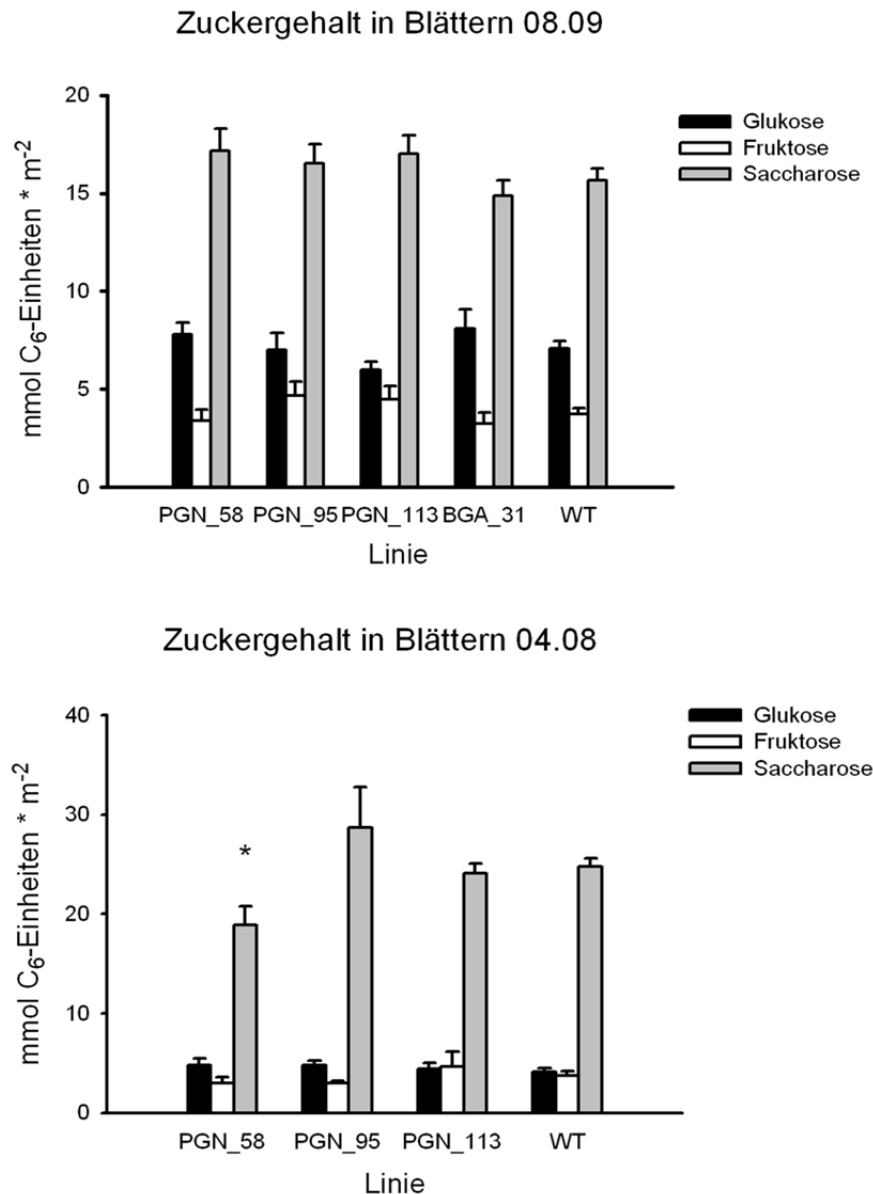 Zuckergehalt in Blättern 08.09
mmol C6-Einheiten * m-2
20
15
10
5
0
Glukose
Fruktose
Saccharose
PGN_58 PGN_95 PGN_113 BGA_31 WT
Linie
Zuckergehalt in Blättern 04.08
mmol C6-Einheiten * m-2
40
30
20
10
0
*
Glukose
Fruktose
Saccharose
PGN_58 PGN_95 PGN_113 WT
Linie